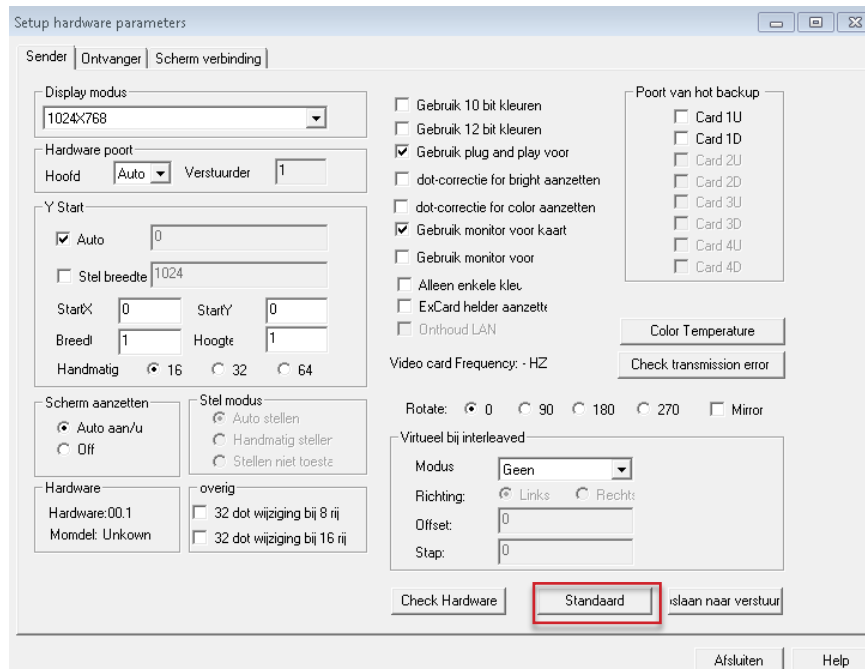 Setup hardware parameters
Sender
Ontvanger
Scherm verbinding
Display modus
1024X768
Hardware poort
Hoofd
Auto
Verstuurder
1
Y Start
Auto
0
Stel breedte
1024
StartX
0
StartY
0
Breedt
1
Hoogte
1
Handmatig
16
32
64
Scherm aanzetten
Auto aan/u
Off
Stel modus
Auto stellen
Handmatig stellen
Stellen niet toesta
Hardware
Hardware:00.1
Momdel: Unkown
overig
32 dot wijziging bij 8 rij
32 dot wijziging bij 16 rij
Gebruik 10 bit kleuren
Gebruik 12 bit kleuren
Gebruik plug and play voor
dot-correctie for bright aanzetten
dot-correctie for color aanzetten
Gebruik monitor voor kaart
Gebruik monitor voor
Alleen enkele kleu
ExCard helder aanzette
Onthoud LAN
Video card Frequency: - HZ
Poort van hot backup
Card 1U
Card 1D
Card 2U
Card 2D
Card 3U
Card 3D
Card 4U
Card 4D
Color Temperature
Check transmission error
Rotate:
0
90
180
270
Mirror
Virtueel bij interleaved
Modus
Geen
Richting:
Links
Rechts
Offset:
0
Stap:
0
Check Hardware
Standaard
slaan naar verstuur
Afsluiten
Help